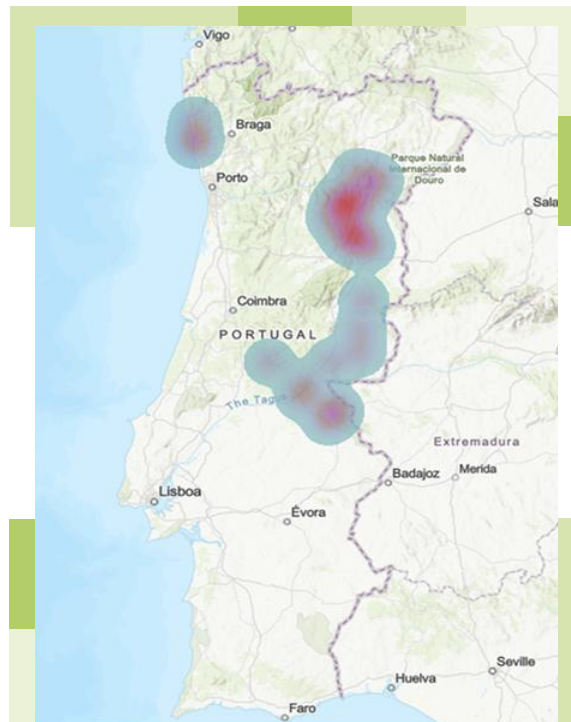 Vigo
Braga
Parque Natural
Internacional de
Douro
Porto
Sala
Coimbra
PORTUGAL
The Tagus
Extremadura
Badajoz
Merida
Lisboa
Évora
Seville
Huelva
Faro